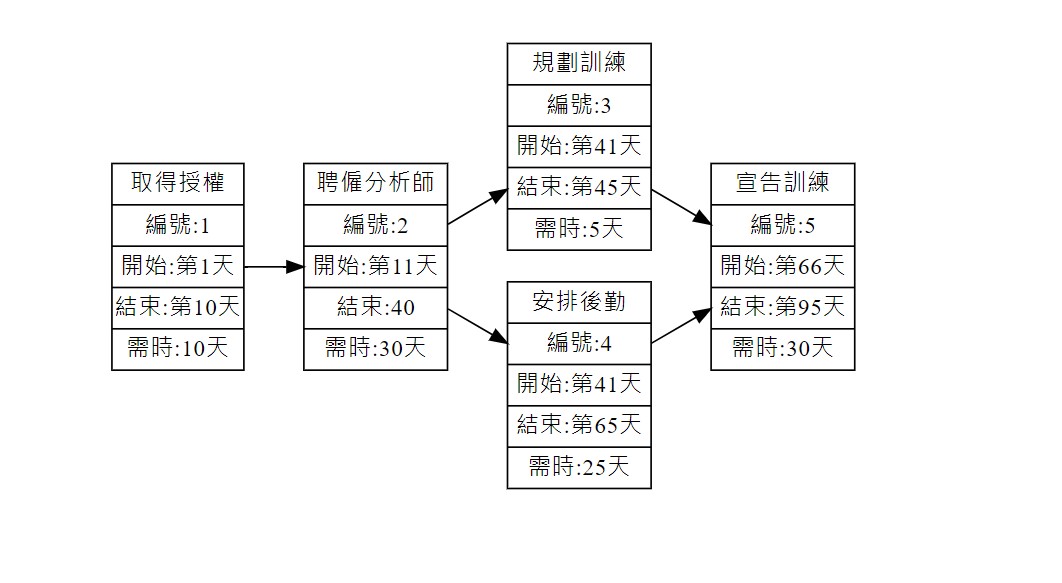 取得授權
編號:1
開始:第1天
結束:第10天
需時:10天
聘僱分析師
編號:2
開始:第11天
結束:40
需時:30天
規劃訓練
編號:3
開始:第41天
結束:第45天
需時:5天
安排後勤
編號:4
開始:第41天
結束:第65天
需時:25天
宣告訓練
編號:5
開始:第66天
結束:第95天
需時:30天